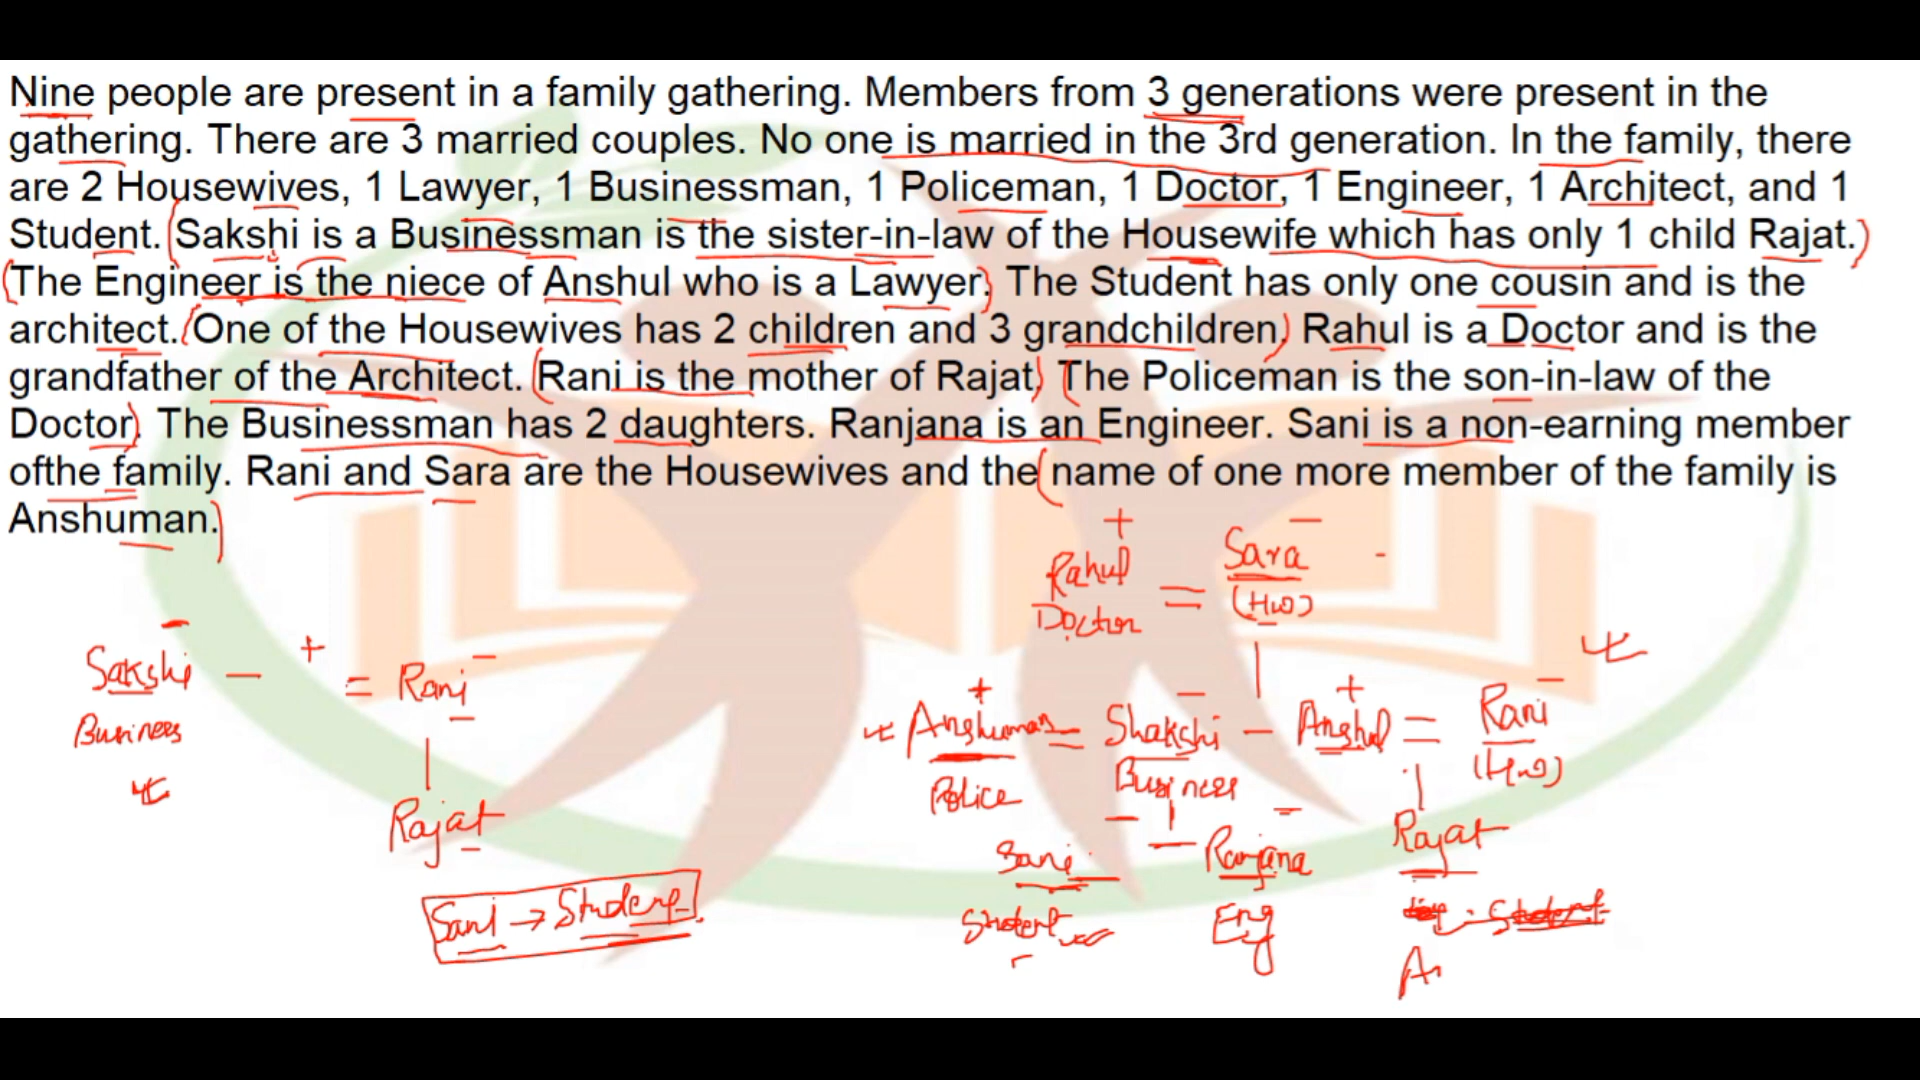 Nine people are present in a family gathering. Members from 3 generations were present in the
gathering. There are 3 married couples. No one is married in the 3rd generation. In the family, there
are 2 Housewives, 1 Lawyer, 1 Businessman, 1 Policeman, 1 Doctor, 1 Engineer, 1 Architect, and 1
Student. (Sakshi is a Businessman is the sister-in-law of the Housewife which has only 1 child Rajat.)
(The Engineer is the niece of Anshul who is a Lawyer.) The Student has only one cousin and is the
architect. (One of the Housewives has 2 children and 3 grandchildren.) Rahul is a Doctor and is the
grandfather of the Architect. (Rani is the mother of Rajat.) (The Policeman is the son-in-law of the
Doctor). The Businessman has 2 daughters. Ranjana is an Engineer. Sani is a non-earning member
ofthe family. Rani and Sara are the Housewives and the (name of one more member of the family is
Anshuman.)
+ −
Rahul = Sara -
Doctor (HW)
− + −
Sakshi − = Rani
Business
Rajat
Sani → Student
+ − + −
Anshuman = Shakshi − Anshul = Rani
Police Business (HW)
− −
Sani − Ranjana Rajat
Student Eng Student
Ar